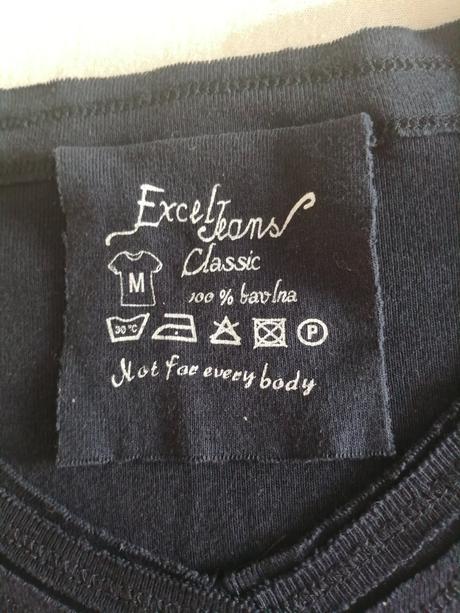 Excel Jeans
Classic
M
100 % bavlna
30 °C P
Not for every body